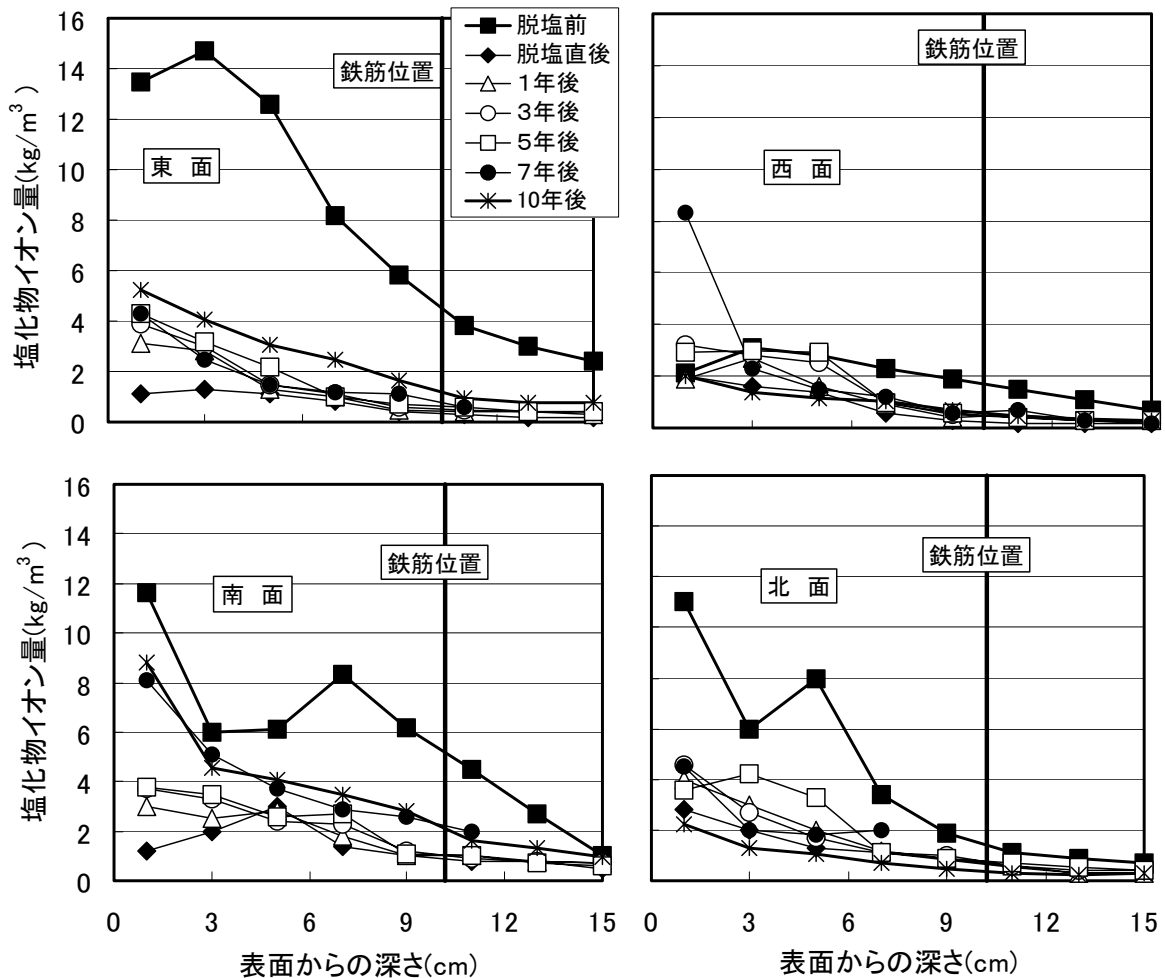 塩化物イオン量(kg/m³)
16
14
12
10
8
6
4
2
0
東 面
鉄筋位置
脱塩前
脱塩直後
1年後
3年後
5年後
7年後
10年後
西 面
鉄筋位置
塩化物イオン量(kg/m³)
16
14
12
10
8
6
4
2
0
南 面
鉄筋位置
0 3 6 9 12 15
表面からの深さ(cm)
北 面
鉄筋位置
0 3 6 9 12 15
表面からの深さ(cm)